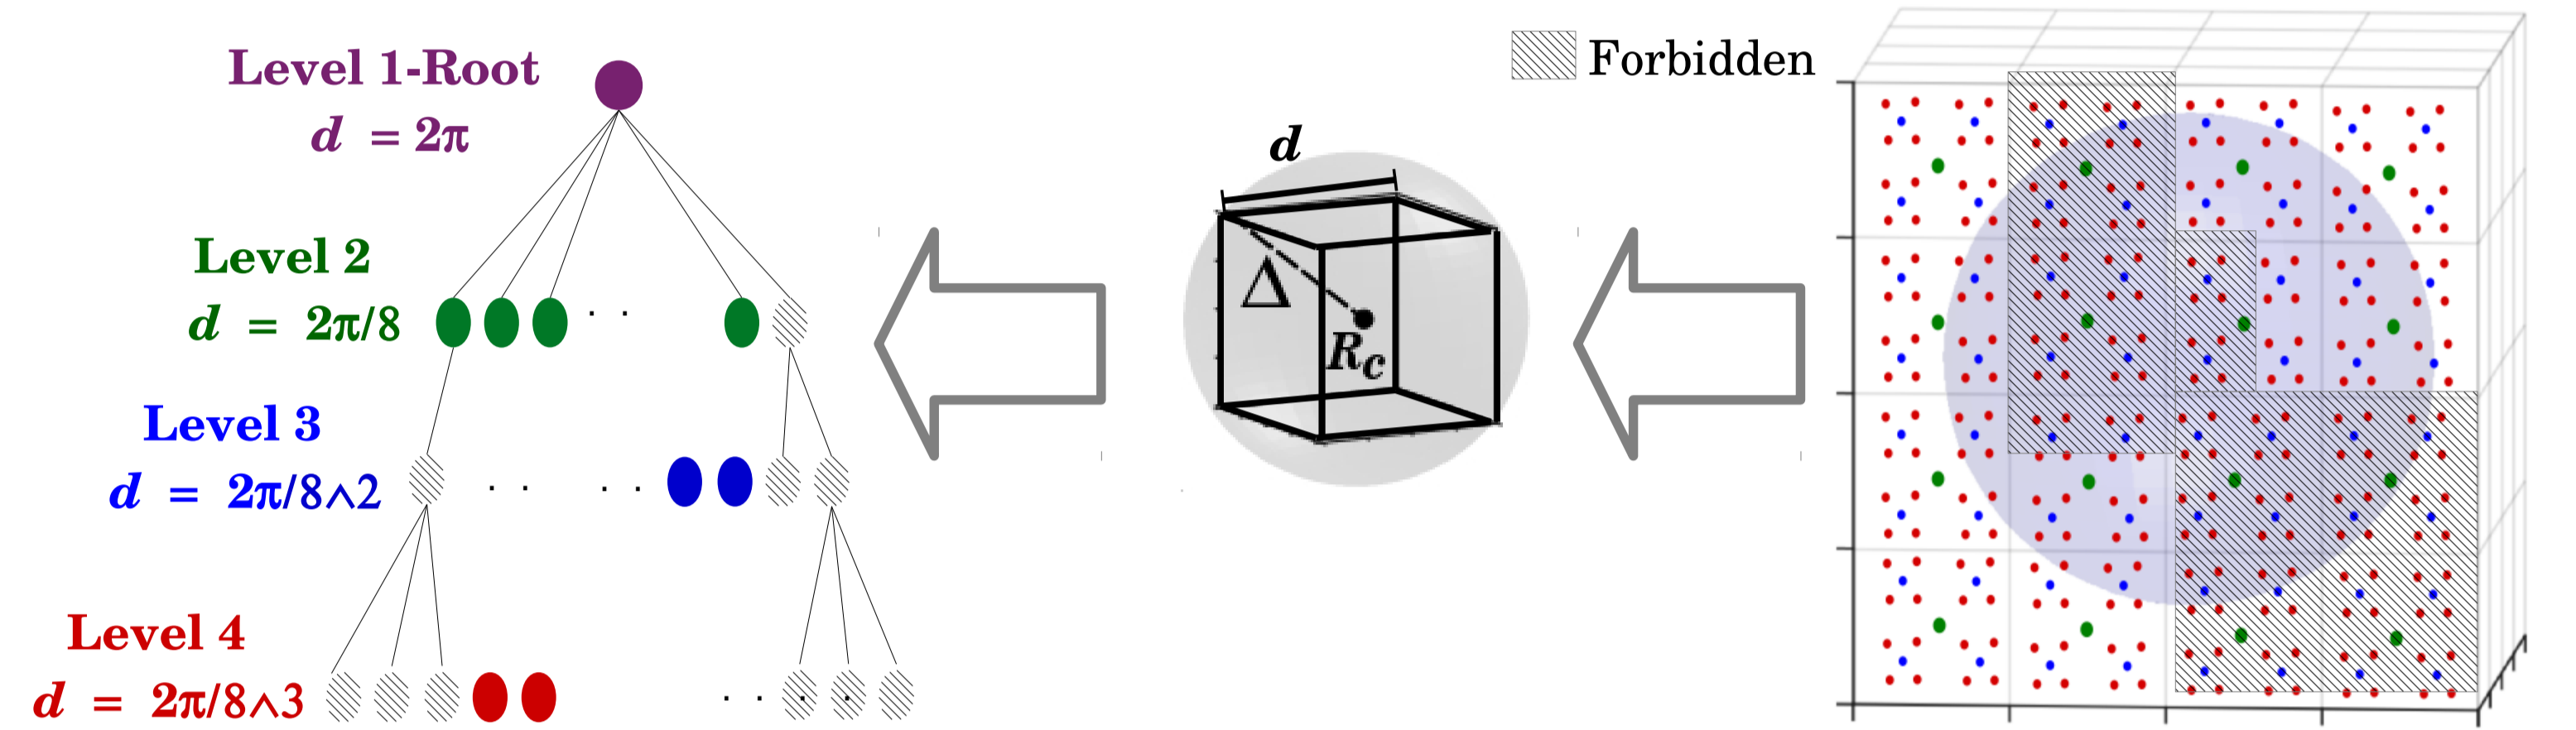 Level 1-Root
d = 2π
Level 2
d = 2π/8
Level 3
d = 2π/8∧2
Level 4
d = 2π/8∧3
d
Δ
Rc
Forbidden